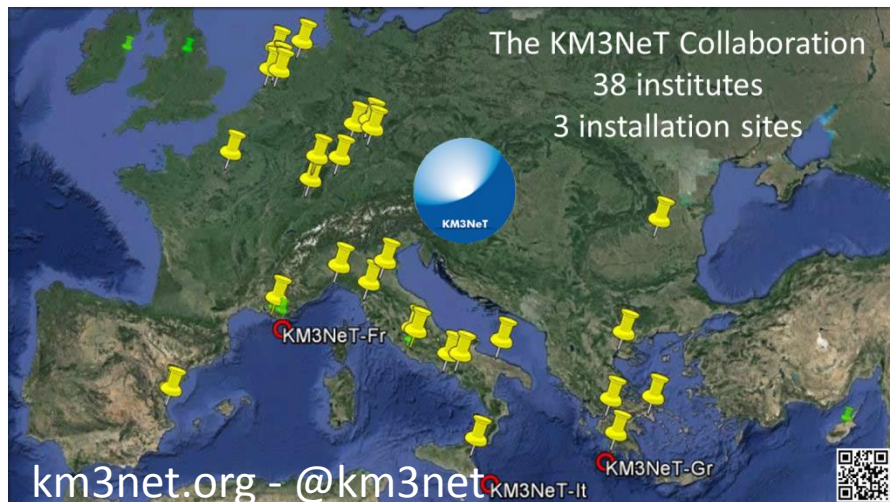 The KM3NeT Collaboration
38 institutes
3 installation sites
KM3NeT
KM3NeT-Fr
KM3NeT-Gr
KM3NeT-It
km3net.org - @km3net